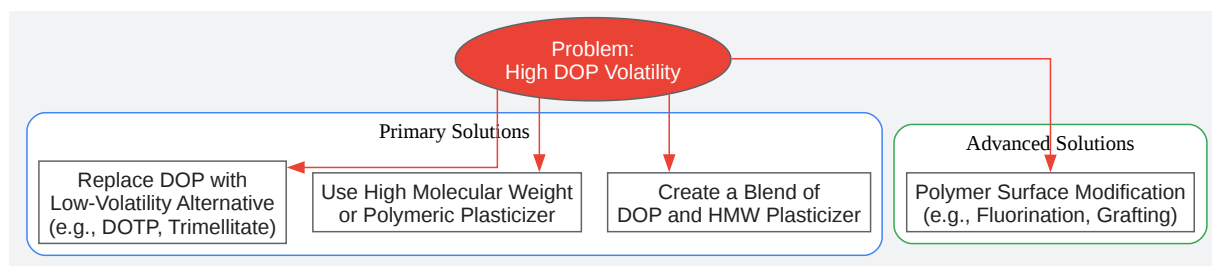 Problem:
High DOP Volatility
Primary Solutions
Advanced Solutions
Replace DOP with
Low-Volatility Alternative
(e.g., DOTP, Trimellitate)
Use High Molecular Weight
or Polymeric Plasticizer
Create a Blend of
DOP and HMW Plasticizer
Polymer Surface Modification
(e.g., Fluorination, Grafting)